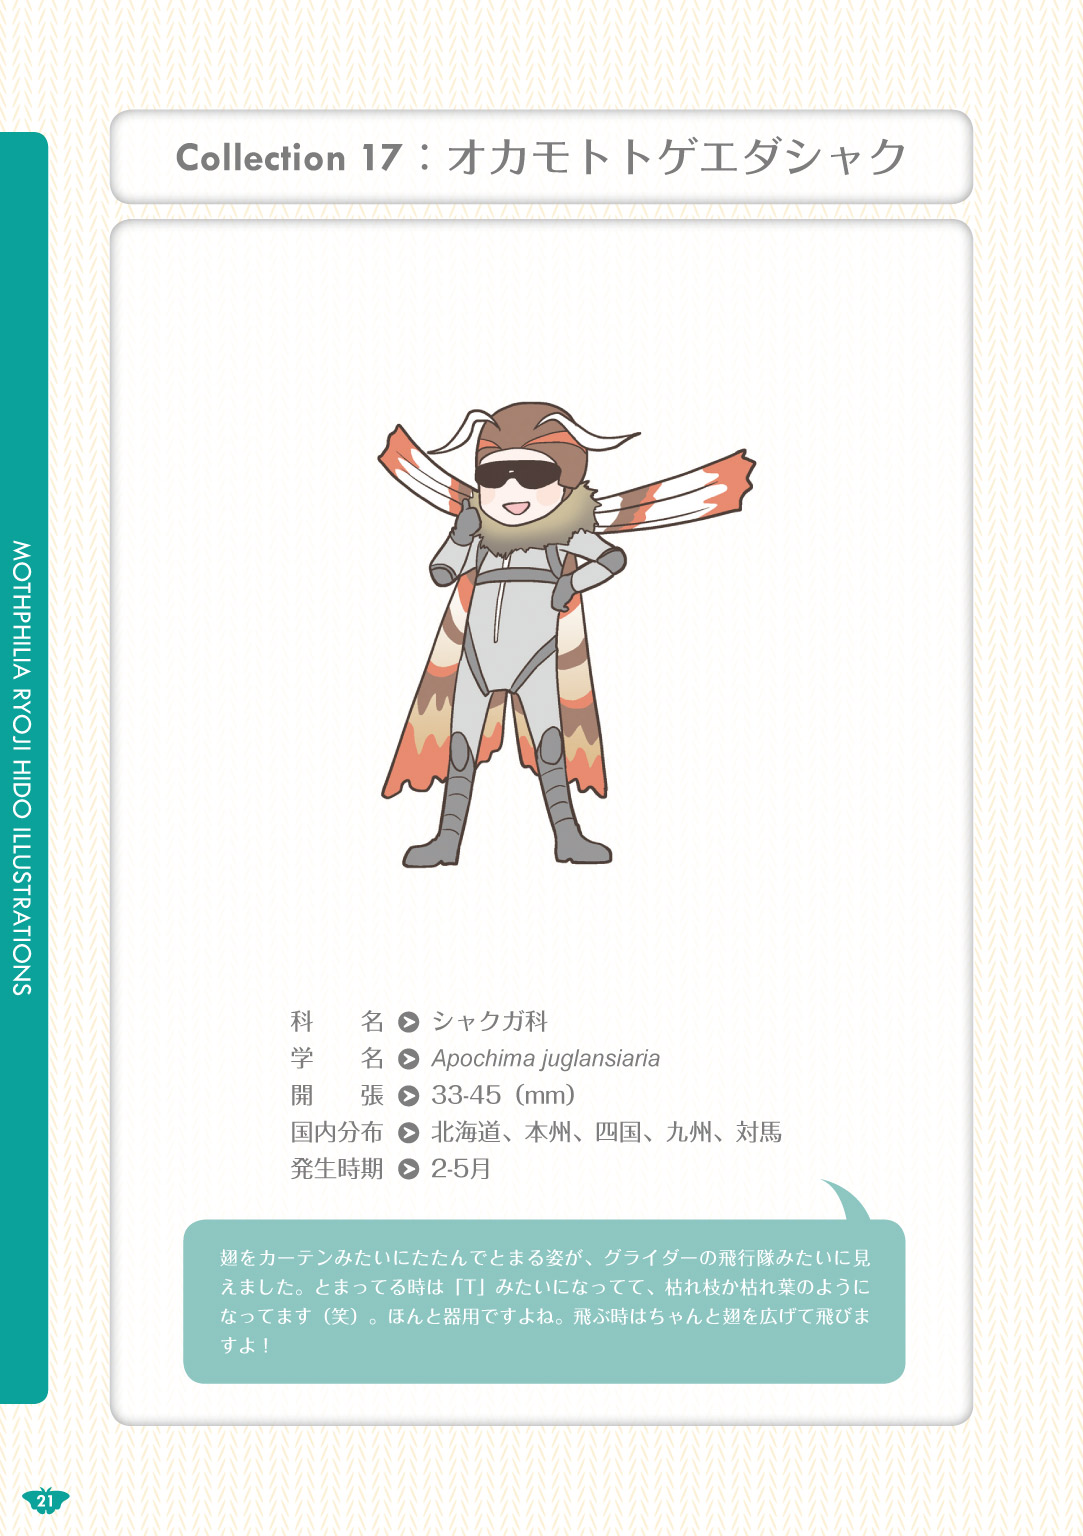 Collection 17：オカモトトゲエダシャク
MOTHPHILIA RYOJI HIDO ILLUSTRATIONS
科　　名 シャクガ科
学　　名 Apochima juglansiaria
開　　張 33-45（mm）
国内分布 北海道、本州、四国、九州、対馬
発生時期 2-5月
翅をカーテンみたいにたたんでとまる姿が、グライダーの飛行隊みたいに見
えました。とまってる時は「T」みたいになってて、枯れ枝か枯れ葉のように
なってます（笑）。ほんと器用ですよね。飛ぶ時はちゃんと翅を広げて飛びま
すよ！
21